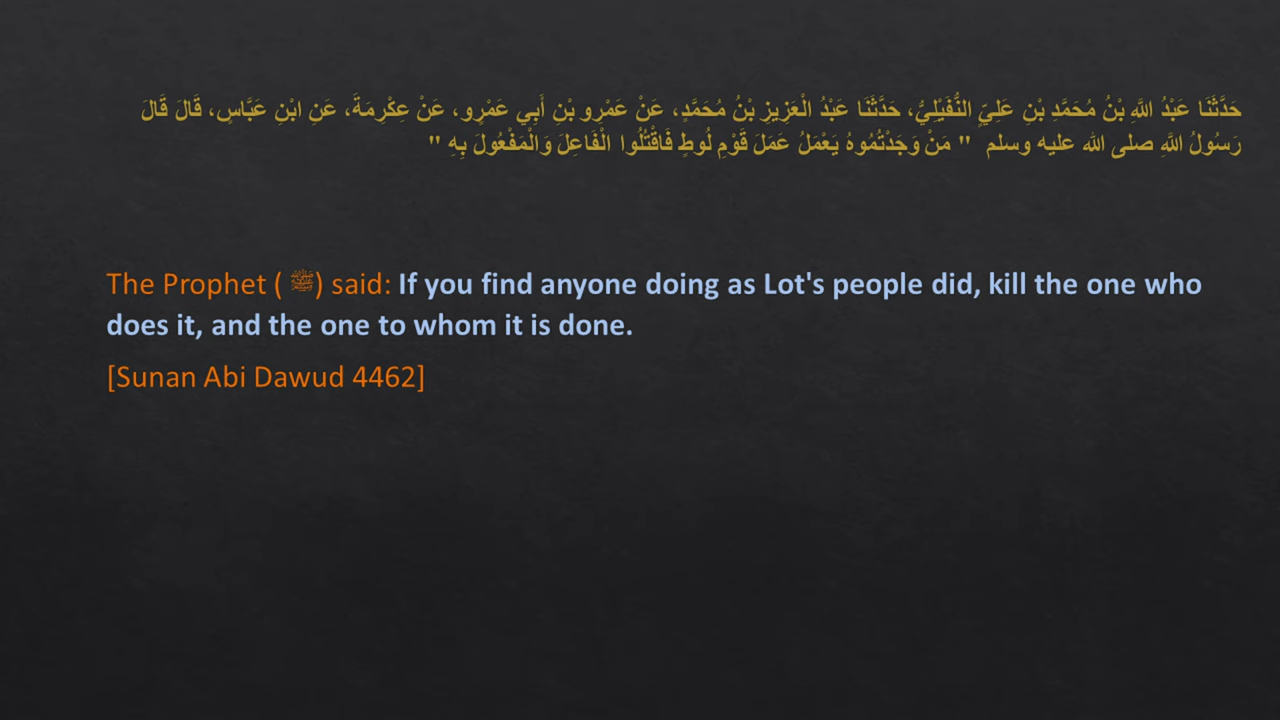 حَدَّثَنَا عَبْدُ اللَّهِ بْنُ مُحَمَّدِ بْنِ عَلِيٍّ النُّفَيْلِيُّ، حَدَّثَنَا عَبْدُ الْعَزِيزِ بْنُ مُحَمَّدٍ، عَنْ عَمْرِو بْنِ أَبِي عَمْرٍو، عَنْ عِكْرِمَةَ، عَنِ ابْنِ عَبَّاسٍ، قَالَ قَالَ
رَسُولُ اللَّهِ صلى الله عليه وسلم " مَنْ وَجَدْتُمُوهُ يَعْمَلُ عَمَلَ قَوْمِ لُوطٍ فَاقْتُلُوا الْفَاعِلَ وَالْمَفْعُولَ بِهِ "
The Prophet ( ﷺ) said: If you find anyone doing as Lot's people did, kill the one who
does it, and the one to whom it is done.
[Sunan Abi Dawud 4462]